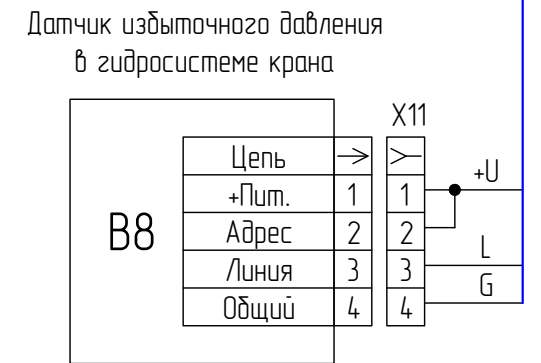 Датчик избыточного давления
в гидросистеме крана
X11
Цепь
+U
+Пит. 1 1
B8
Адрес 2 2
L
Линия 3 3
G
Общий 4 4